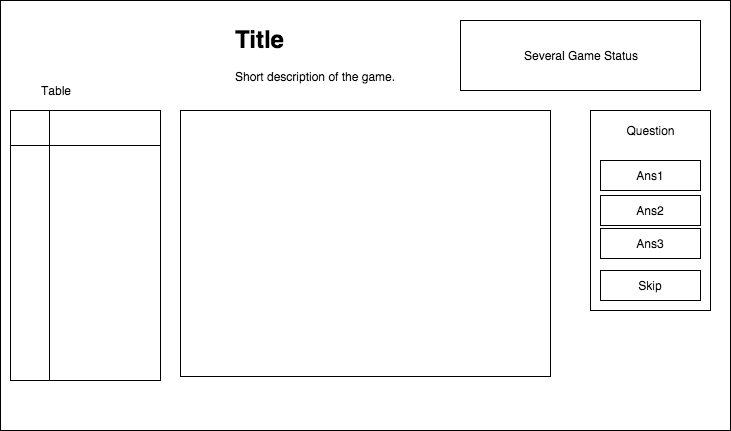 Title
Several Game Status
Short description of the game.
Table
Question
Ans1
Ans2
Ans3
Skip